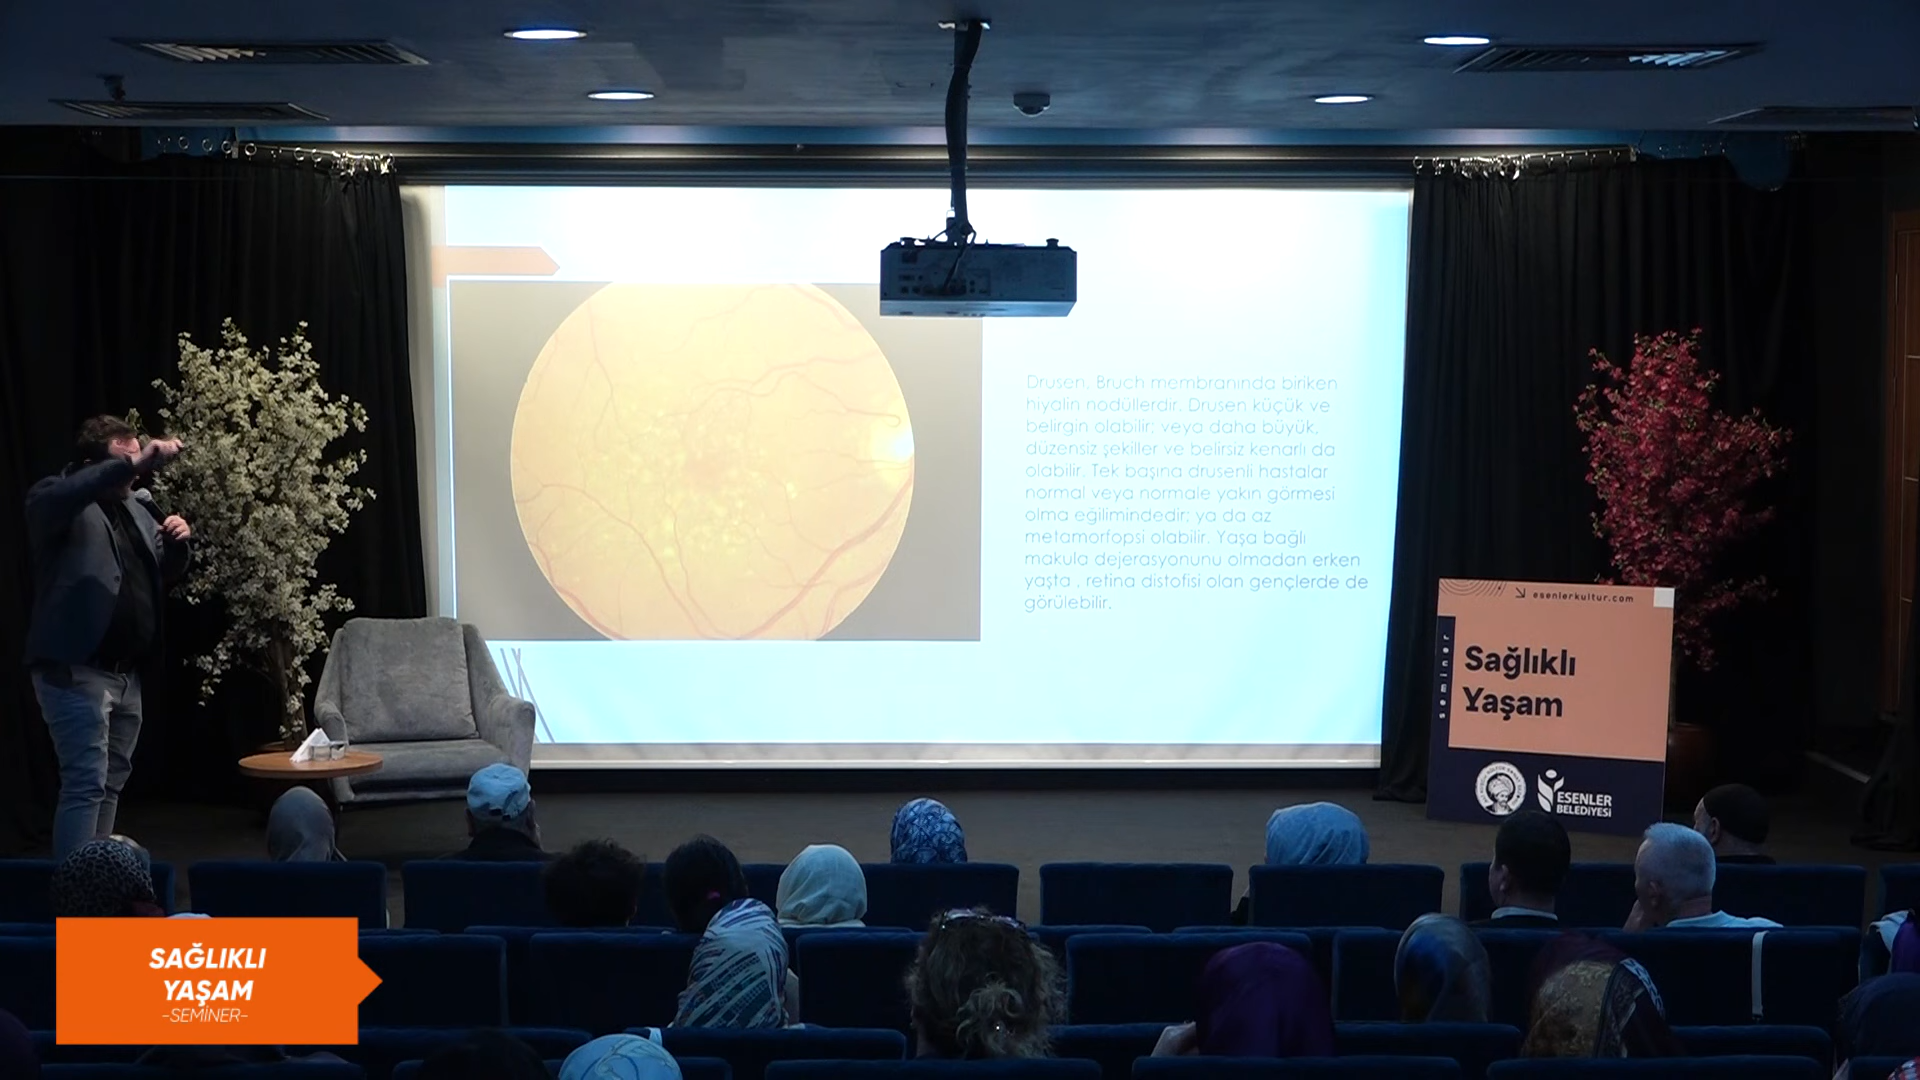 Drusen, Bruch membranında biriken
hiyalin nodüllerdir. Drusen küçük ve
belirgin olabilir; veya daha büyük,
düzensiz şekiller ve belirsiz kenarlı da
olabilir. Tek başına drusenli hastalar
normal veya normale yakın görmesi
olma eğilimindedir; ya da az
metamorfopsi olabilir. Yaşa bağlı
makula dejerasyonunu olmadan erken
yaşta , retina distofisi olan gençlerde de
görülebilir.
esenlerkultur.com
seminer
Sağlıklı
Yaşam
ESENLER
BELEDİYESİ
SAĞLIKLI
YAŞAM
-SEMİNER-